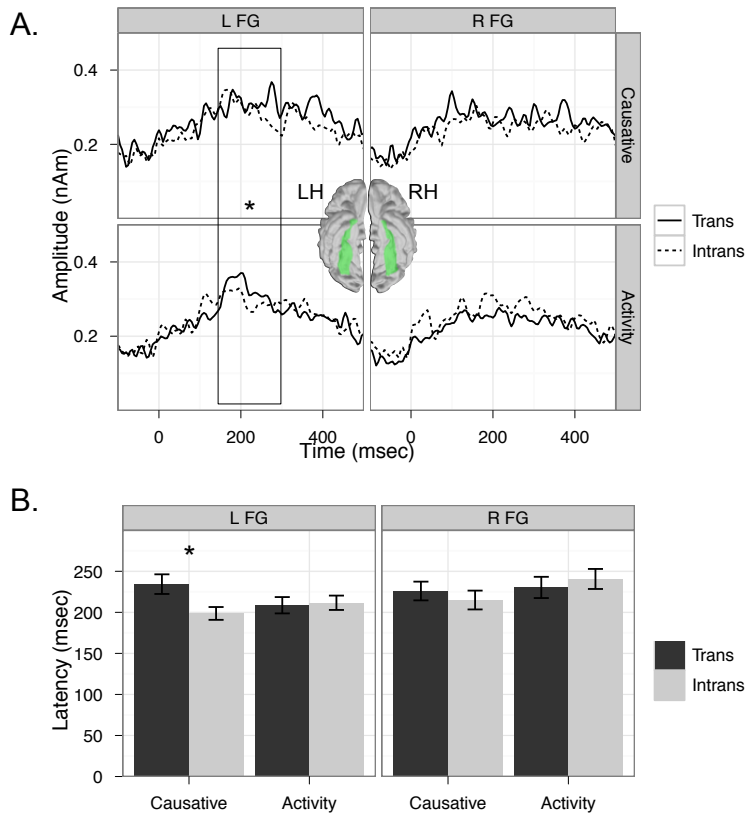 A.
L FG
R FG
Amplitude (nAm)
0.4
0.2
Causative
LH
RH
*
0.4
0.2
Activity
Trans
Intrans
0
200
400
0
200
400
Time (msec)
B.
L FG
R FG
Latency (msec)
*
250
200
150
100
50
0
Trans
Intrans
Causative
Activity
Causative
Activity